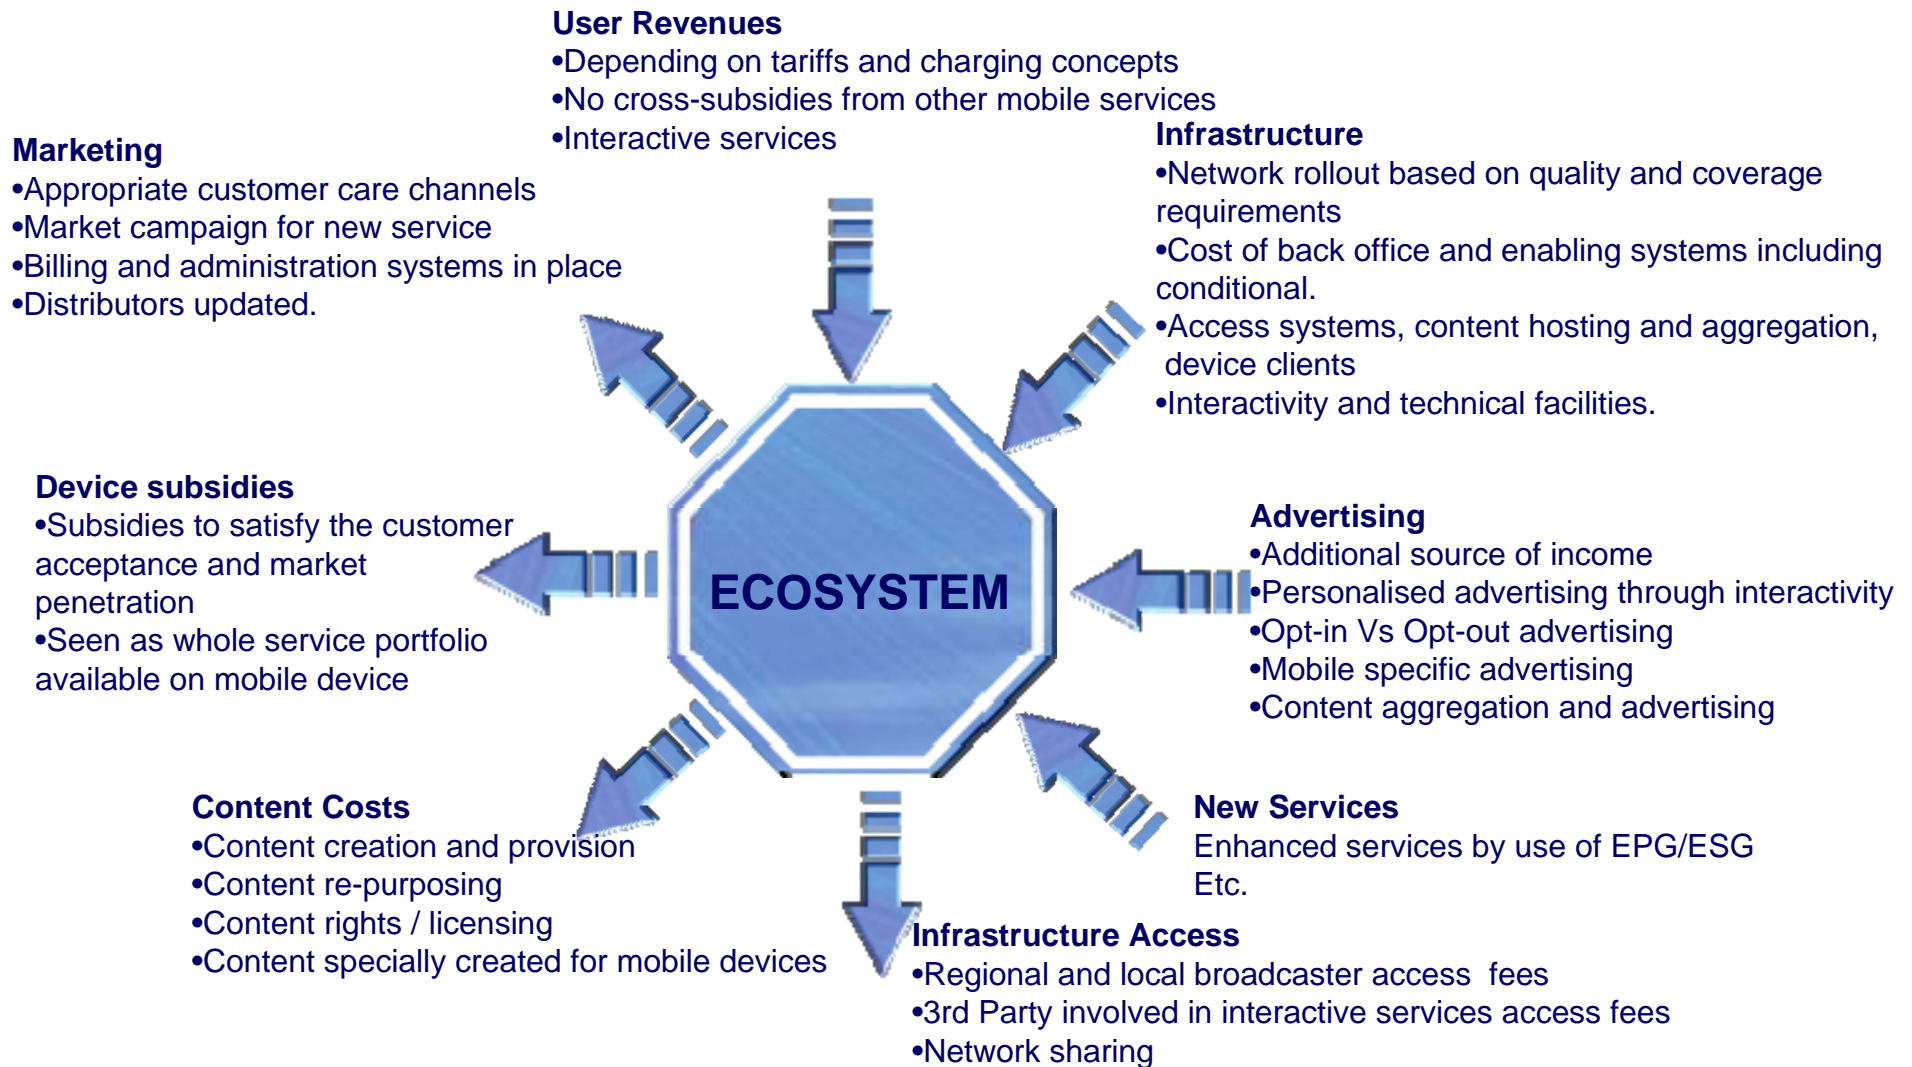 User Revenues
•Depending on tariffs and charging concepts
•No cross-subsidies from other mobile services
•Interactive services
Marketing
•Appropriate customer care channels
•Market campaign for new service
•Billing and administration systems in place
•Distributors updated.
Infrastructure
•Network rollout based on quality and coverage
requirements
•Cost of back office and enabling systems including
conditional.
•Access systems, content hosting and aggregation,
device clients
•Interactivity and technical facilities.
Device subsidies
•Subsidies to satisfy the customer
acceptance and market
penetration
•Seen as whole service portfolio
available on mobile device
ECOSYSTEM
Advertising
•Additional source of income
•Personalised advertising through interactivity
•Opt-in Vs Opt-out advertising
•Mobile specific advertising
•Content aggregation and advertising
Content Costs
•Content creation and provision
•Content re-purposing
•Content rights / licensing
•Content specially created for mobile devices
New Services
Enhanced services by use of EPG/ESG
Etc.
Infrastructure Access
•Regional and local broadcaster access  fees
•3rd Party involved in interactive services access fees
•Network sharing